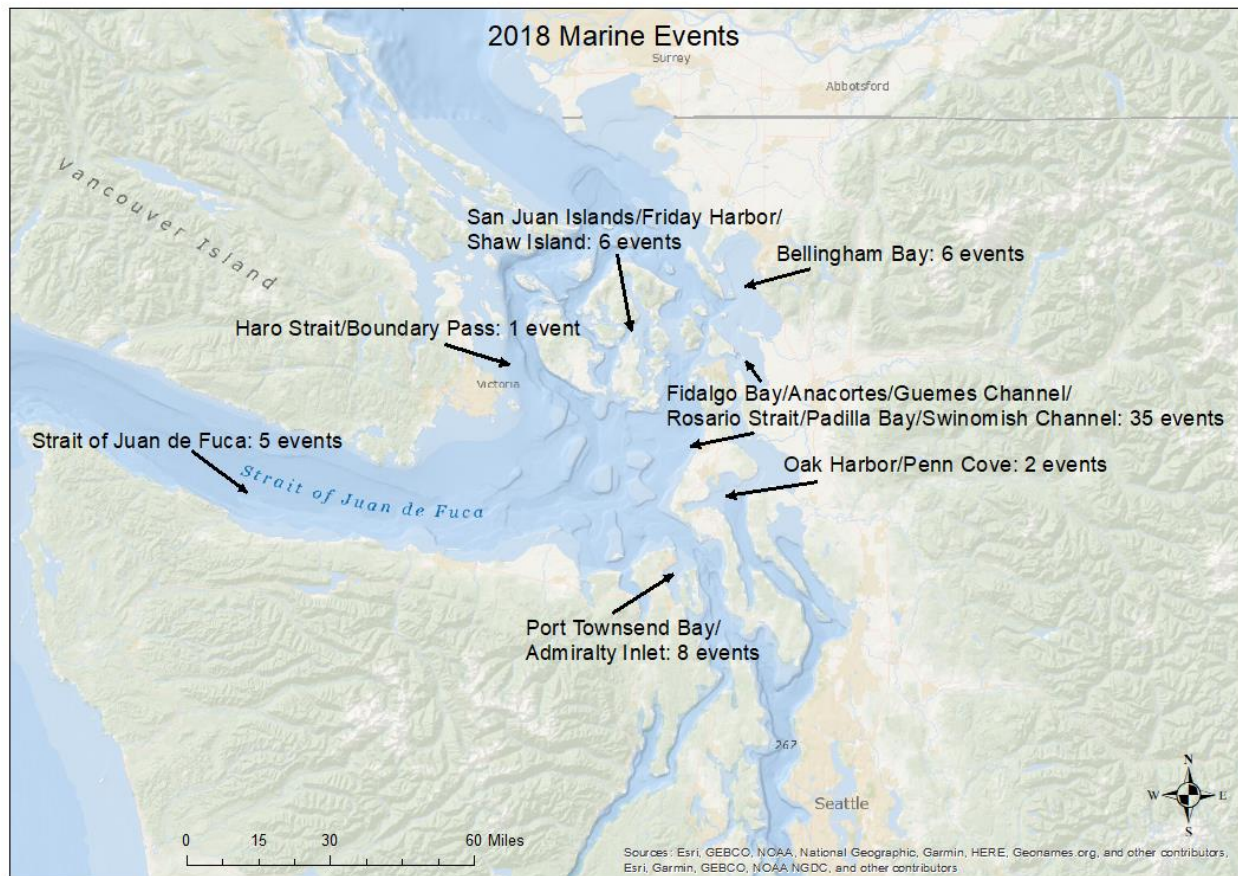 2018 Marine Events
Surrey
Abbotsford
Vancouver Island
San Juan Islands/Friday Harbor/
Shaw Island: 6 events
Bellingham Bay: 6 events
Haro Strait/Boundary Pass: 1 event
Victoria
Fidalgo Bay/Anacortes/Guemes Channel/
Rosario Strait/Padilla Bay/Swinomish Channel: 35 events
Strait of Juan de Fuca: 5 events
Oak Harbor/Penn Cove: 2 events
Strait of Juan de Fuca
Port Townsend Bay/
Admiralty Inlet: 8 events
267
N
W E
S
Seattle
0 15 30 60 Miles
Sources: Esri, GEBCO, NOAA, National Geographic, Garmin, HERE, Geonames.org, and other contributors,
Esri, Garmin, GEBCO, NOAA NGDC, and other contributors